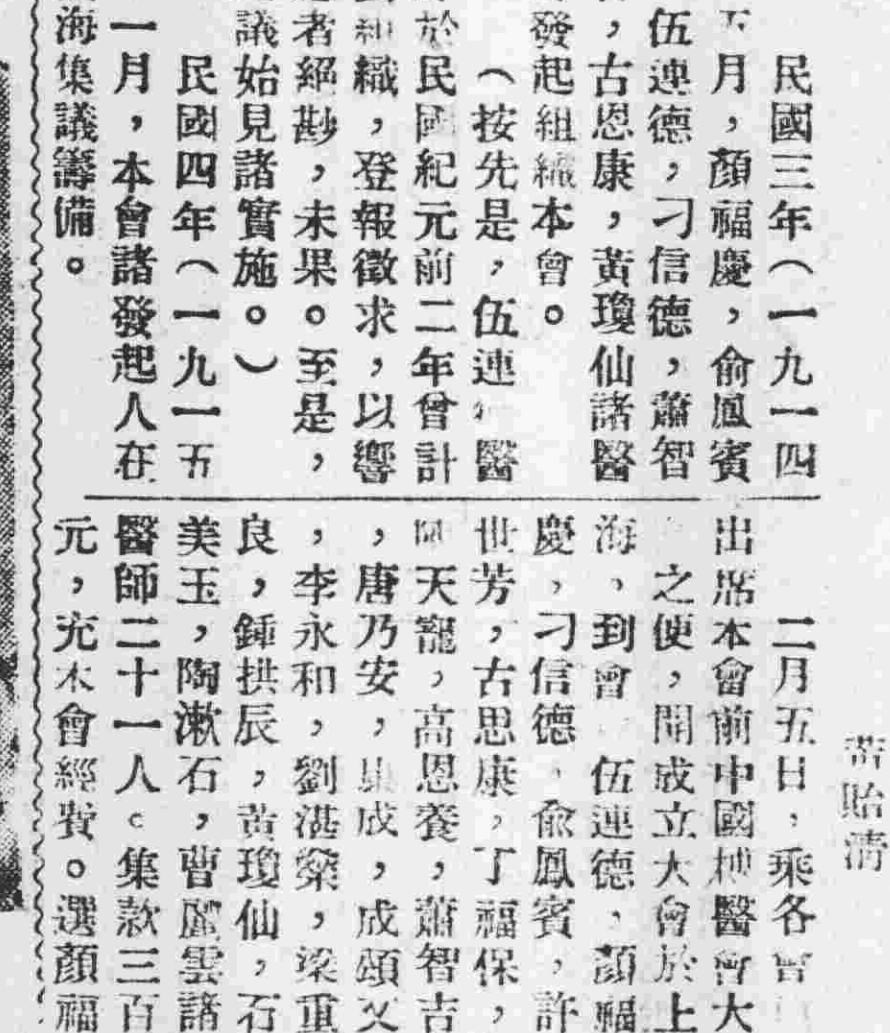 民國三年（一九一四
月，顏福慶，俞鳳賓
伍連德，刁信德，蕭智
，古恩康，黃瓊仙諸醫
發起組織本會。
（按先是，伍連 醫
於民國紀元前二年曾計
組織，登報徵求，以響
者絕尠，未果。至是，
議始見諸實施。）
民國四年（一九一五
一月，本會諸發起人在
海集議籌備。
二月五日，乘各會
出席本會前中國博醫會大
之便，開成立大會於上
海，到會 伍連德，顏福
慶，刁信德，俞鳳賓，許
世芳，古思康，丁福保，
天寵，高恩養，蕭智吉
，唐乃安， 成，成頌文
，李永和，劉湛燊，梁重
良，鍾拱辰，黃瓊仙，石
美玉，陶漱石，曹麗雲諸
醫師二十一人。集款三百
元，充本會經費。選顏福
貽清